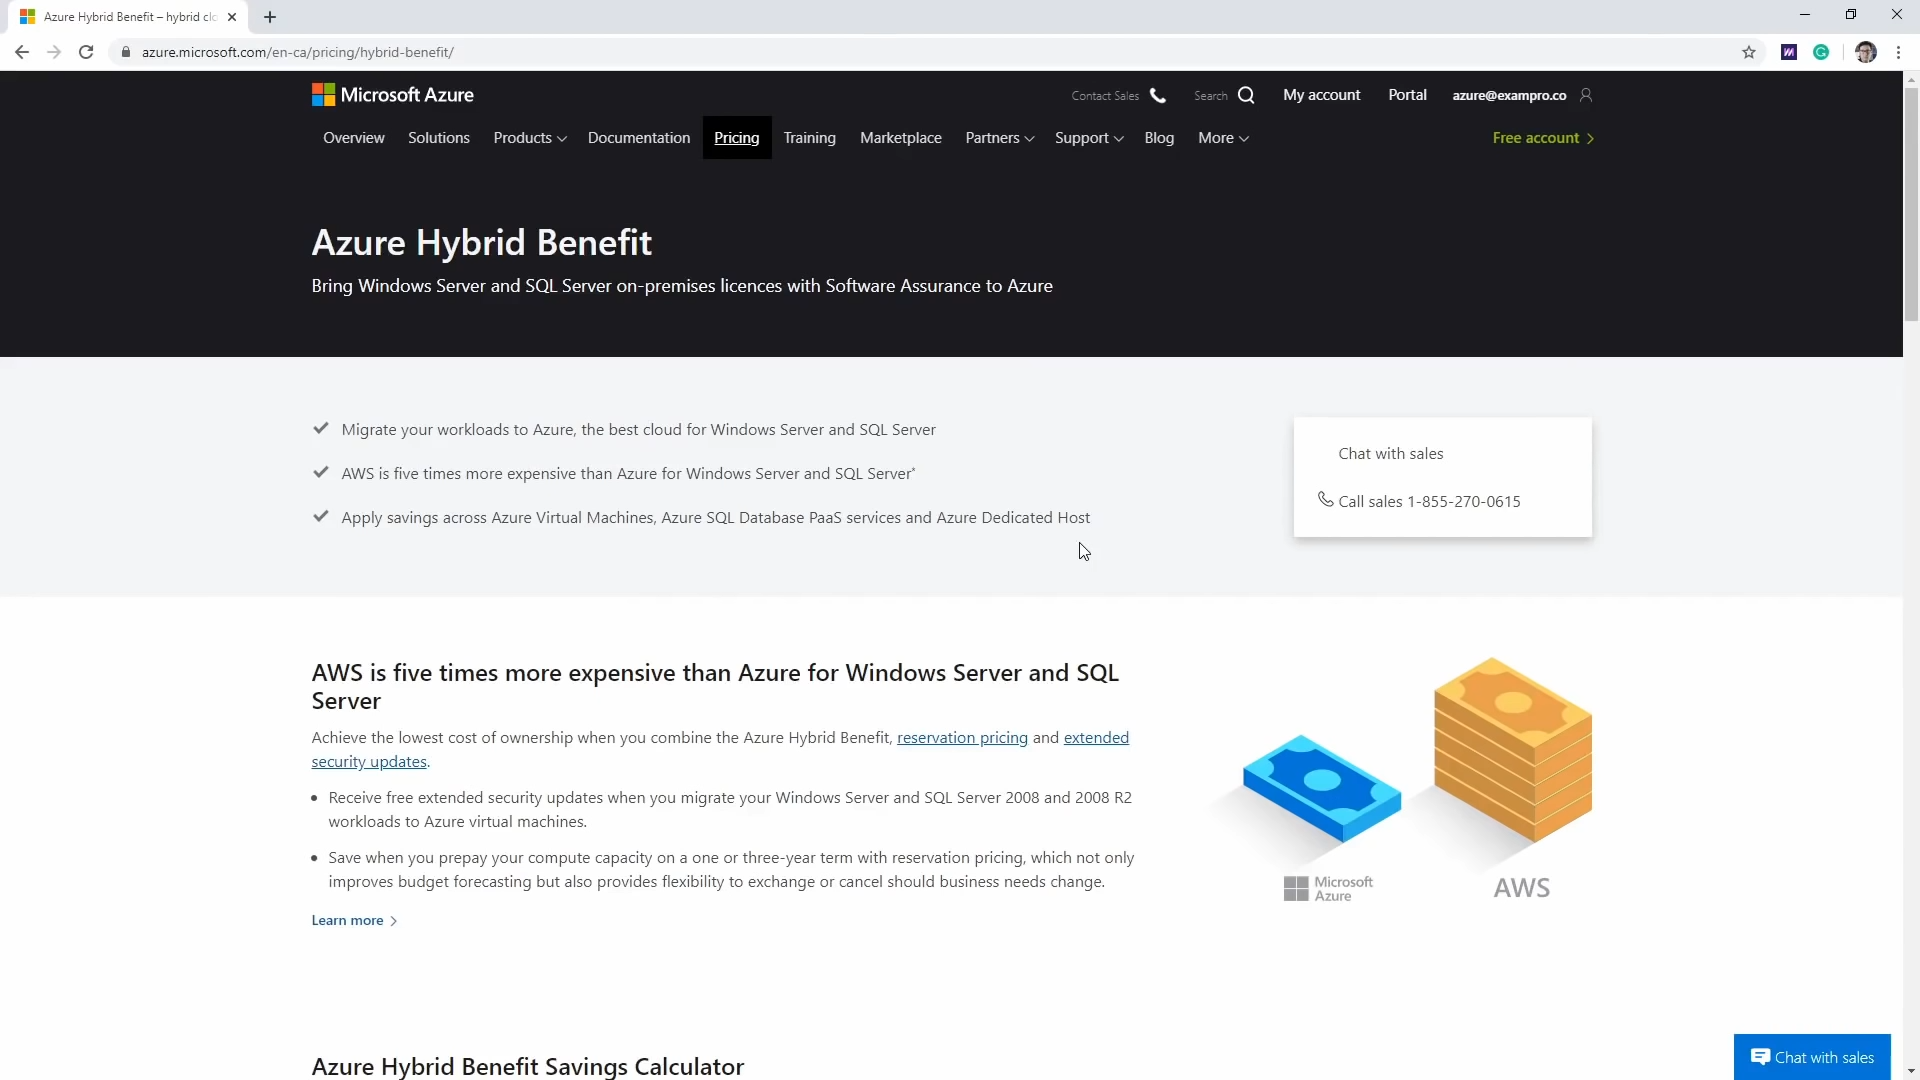 Azure Hybrid Benefit – hybrid clo
azure.microsoft.com/en-ca/pricing/hybrid-benefit/
Microsoft Azure
Contact Sales
Search
My account
Portal
azure@exampro.co
Overview
Solutions
Products
Documentation
Pricing
Training
Marketplace
Partners
Support
Blog
More
Free account
Azure Hybrid Benefit
Bring Windows Server and SQL Server on-premises licences with Software Assurance to Azure
Migrate your workloads to Azure, the best cloud for Windows Server and SQL Server
AWS is five times more expensive than Azure for Windows Server and SQL Server*
Apply savings across Azure Virtual Machines, Azure SQL Database PaaS services and Azure Dedicated Host
Chat with sales
Call sales 1-855-270-0615
AWS is five times more expensive than Azure for Windows Server and SQL
Server
Achieve the lowest cost of ownership when you combine the Azure Hybrid Benefit, reservation pricing and extended
security updates.
• Receive free extended security updates when you migrate your Windows Server and SQL Server 2008 and 2008 R2
workloads to Azure virtual machines.
• Save when you prepay your compute capacity on a one or three-year term with reservation pricing, which not only
improves budget forecasting but also provides flexibility to exchange or cancel should business needs change.
Learn more
Microsoft
Azure
AWS
Azure Hybrid Benefit Savings Calculator
Chat with sales